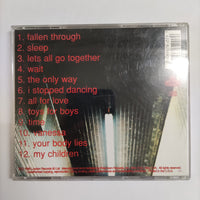 1. fallen through
2. sleep
3. lets all go together
4. wait
5. the only way
6. i stopped dancing
7. all for love
8. toys for boys
9. time
10. vanessa
11. your body lies
12. my children